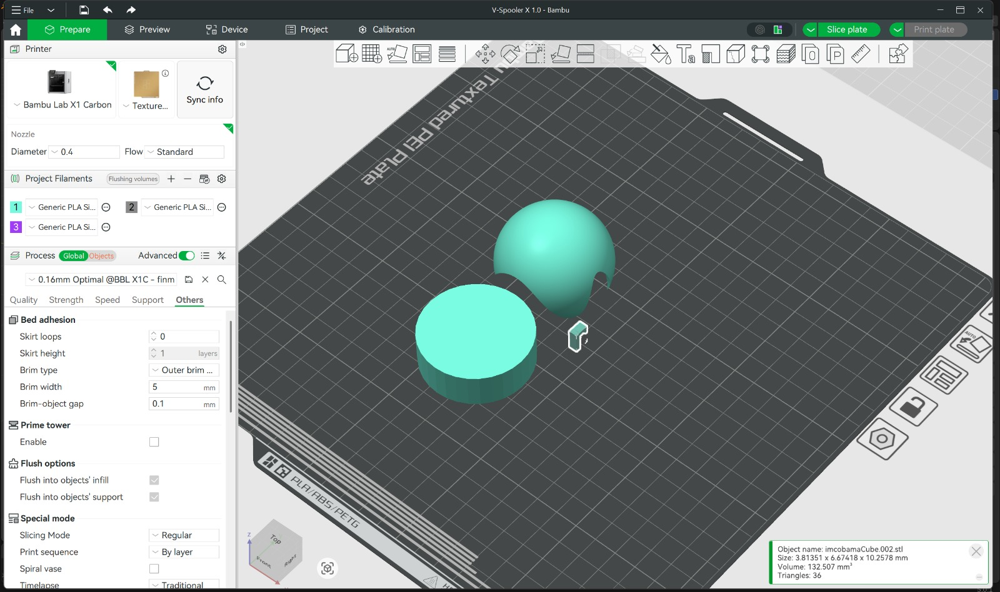 File
V-Spooler X 1.0 - Bambu
Prepare
Preview
Device
Project
Calibration
Slice plate
Print plate
Printer
Bambu Lab X1 Carbon
Texture...
Sync info
Nozzle
Diameter
0.4
Flow
Standard
Project Filaments
Flushing volumes
1
Generic PLA Si...
2
Generic PLA Si...
3
Generic PLA Si...
Process
Global
Objects
Advanced
0.16mm Optimal @BBL X1C - finm
Quality
Strength
Speed
Support
Others
Bed adhesion
Skirt loops
0
Skirt height
1
layers
Brim type
Outer brim ...
Brim width
5
mm
Brim-object gap
0.1
mm
Prime tower
Enable
Flush options
Flush into objects' infill
Flush into objects' support
Special mode
Slicing Mode
Regular
Print sequence
By layer
Spiral vase
Timelapse
Traditional
AUTO
Textured PEI Plate
AUTO
PLA/ABS/PETG
Z
Top
Front
Right
Object name: imcobamaCube.002.stl
Size: 3.81351 x 6.67418 x 10.2578 mm
Volume: 132.507 mm³
Triangles: 36